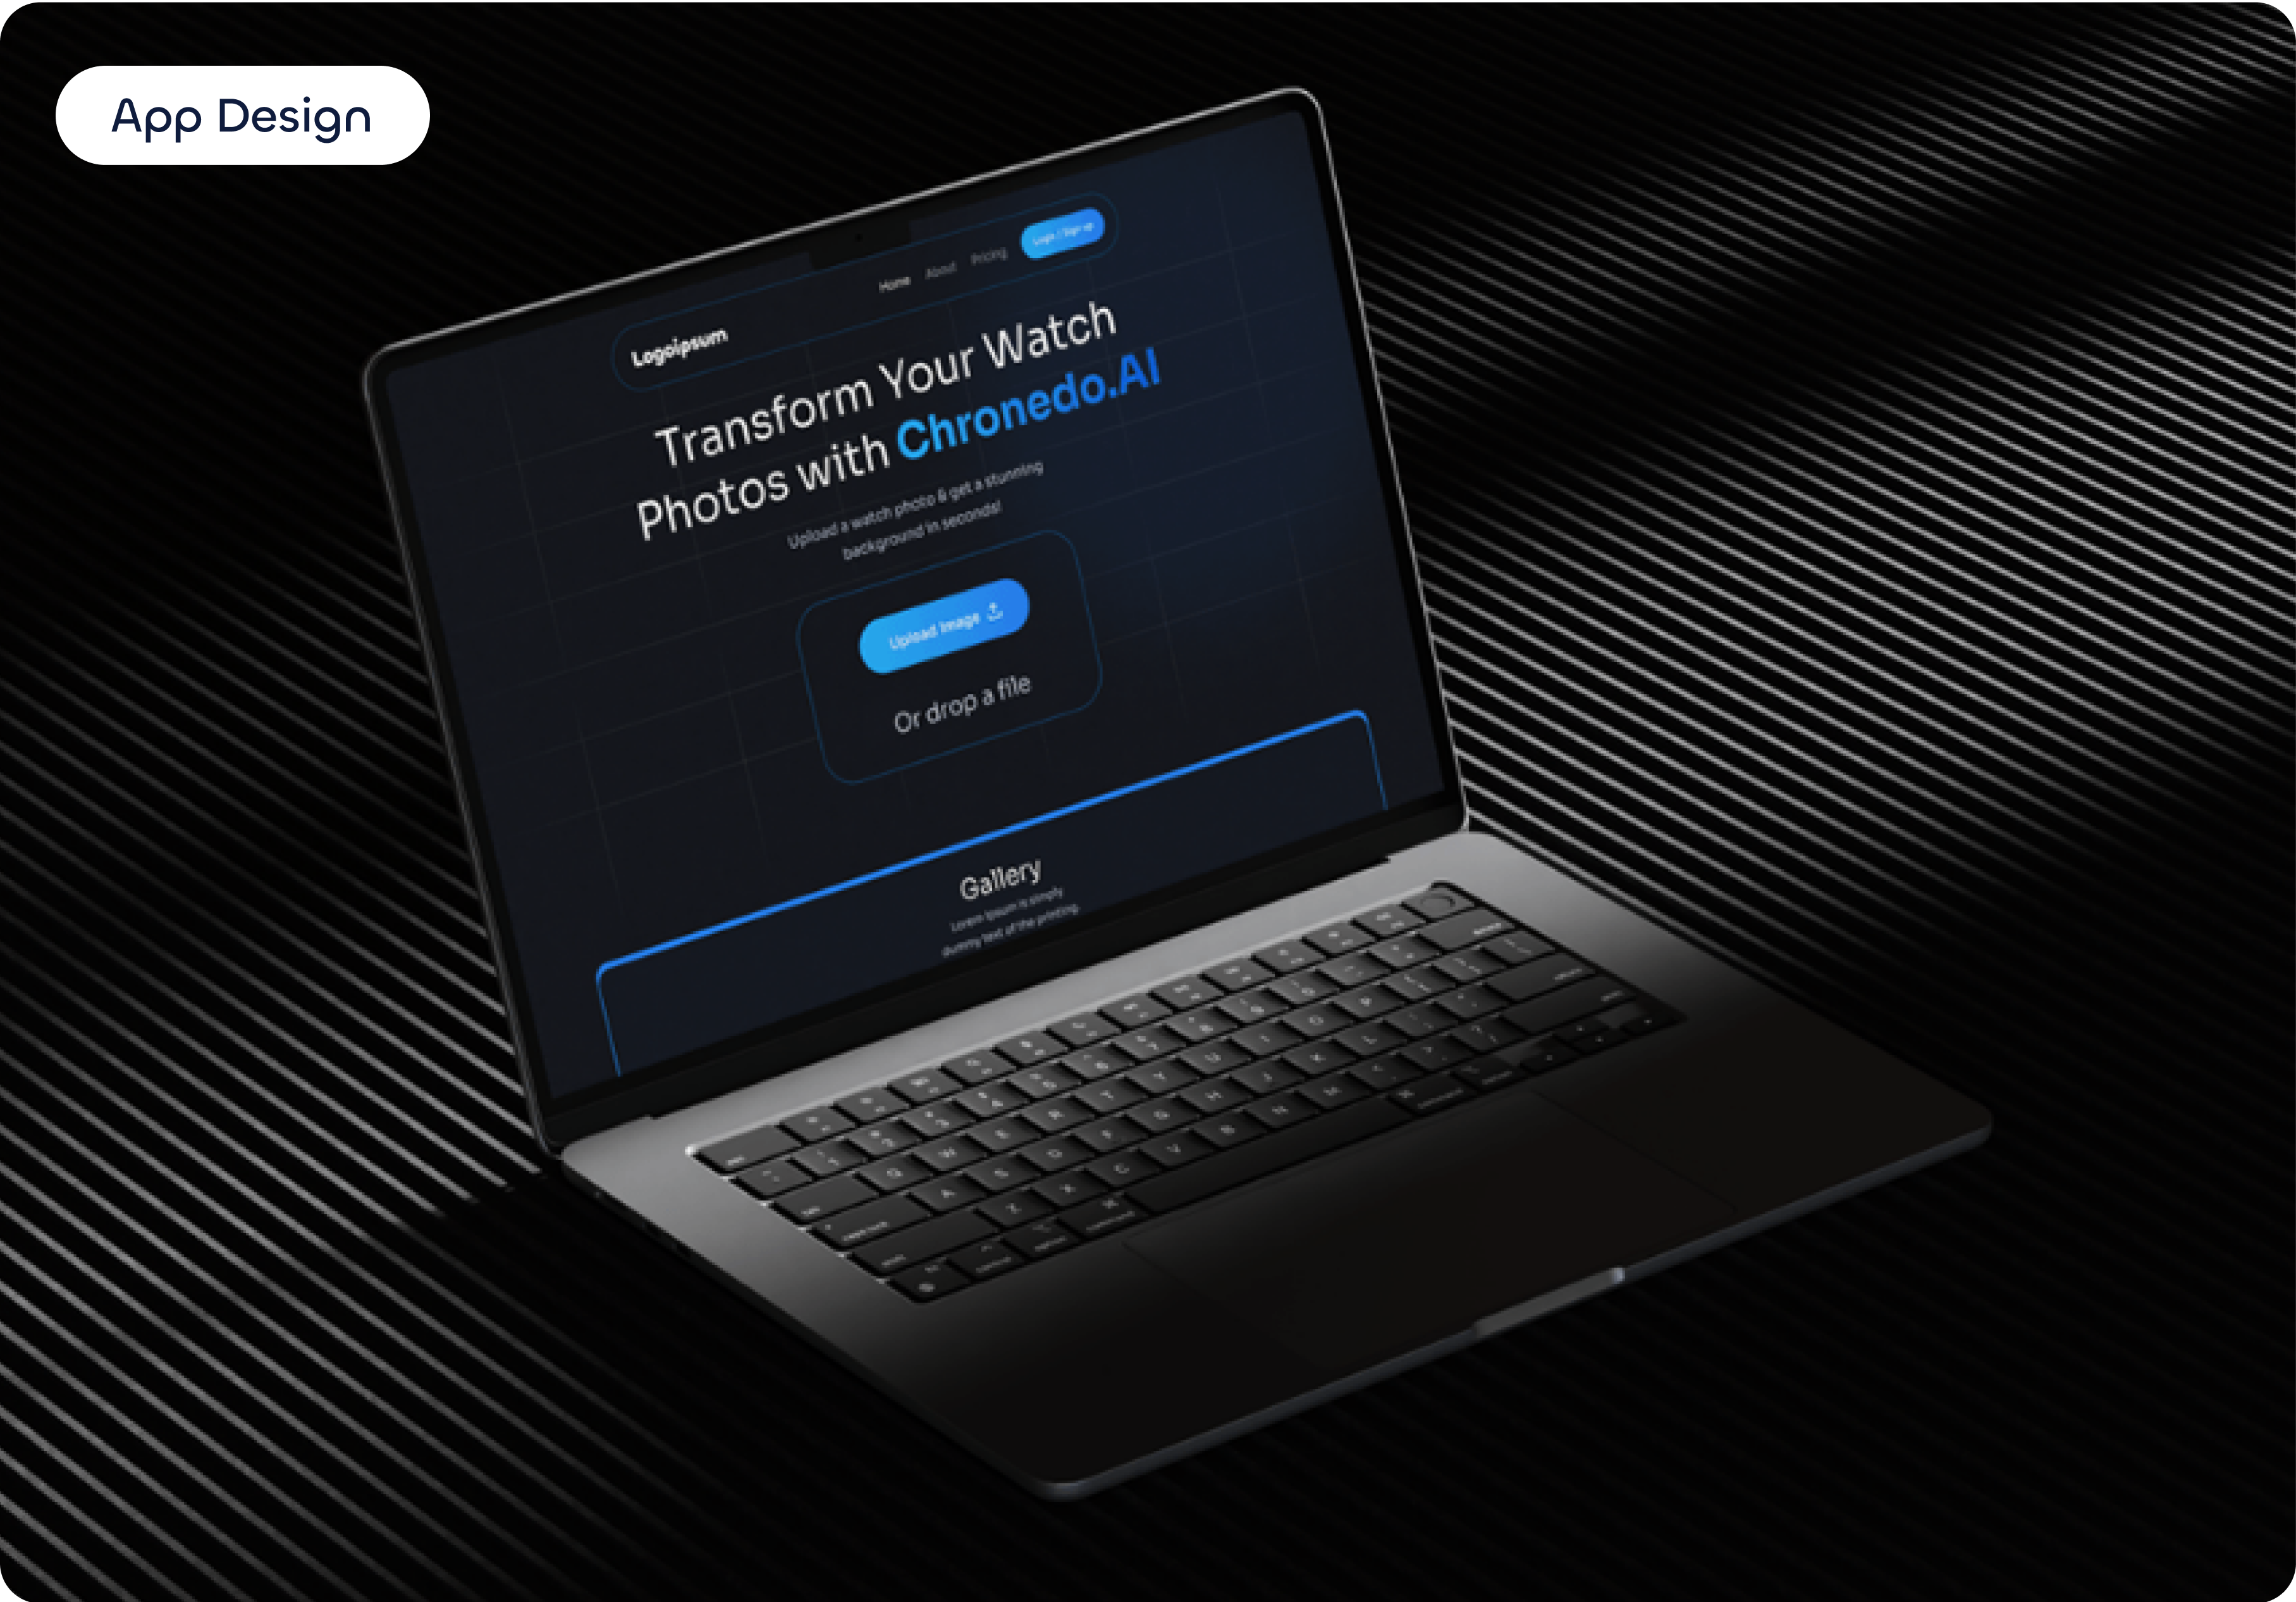 App Design
Home About Pricing Login / Sign up
Logoipsum
Transform Your Watch
Photos with Chronedo.AI
Upload a watch photo & get a stunning
background in seconds!
Upload Image
Or drop a file
Gallery
Lorem Ipsum is simply
dummy text of the printing.
Q W E R T Y U I O P
A S D F G H J K L
Z X C V B N M
command command